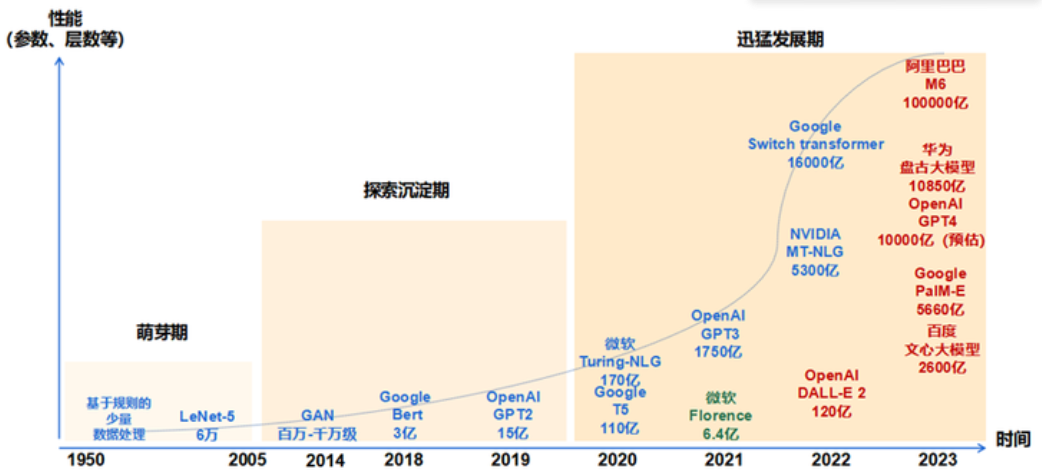 性能
（参数、层数等）
迅猛发展期
探索沉淀期
萌芽期
基于规则的
少量
数据处理
LeNet-5
6万
GAN
百万-千万级
Google
Bert
3亿
OpenAI
GPT2
15亿
微软
Turing-NLG
170亿
Google
T5
110亿
OpenAI
GPT3
1750亿
微软
Florence
6.4亿
Google
Switch transformer
16000亿
NVIDIA
MT-NLG
5300亿
OpenAI
DALL-E 2
120亿
阿里巴巴
M6
100000亿
华为
盘古大模型
10850亿
OpenAI
GPT4
10000亿（预估）
Google
PalM-E
5660亿
百度
文心大模型
2600亿
1950
2005
2014
2018
2019
2020
2021
2022
2023
时间